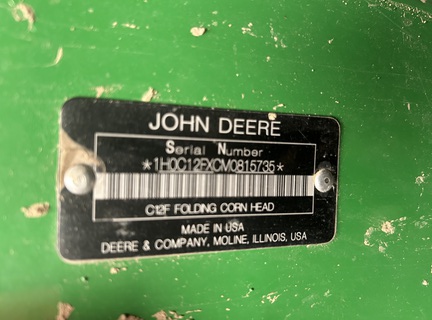 JOHN DEERE
Serial Number
*1H0C12FXCM0815735*
C12F FOLDING CORN HEAD
MADE IN USA
DEERE & COMPANY, MOLINE, ILLINOIS, USA